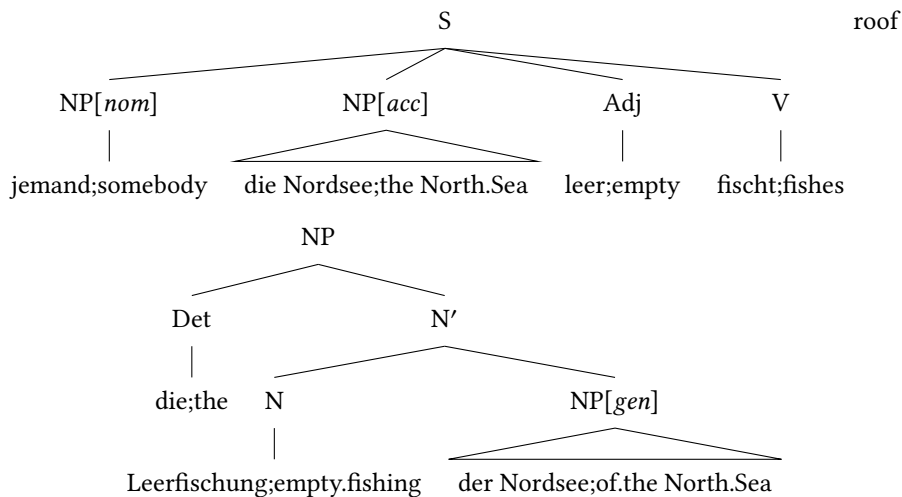 S roof
NP[nom] NP[acc] Adj V
jemand;somebody die Nordsee;the North.Sea leer;empty fischt;fishes
NP
Det N′
die;the N NP[gen]
Leerfischung;empty.fishing der Nordsee;of.the North.Sea